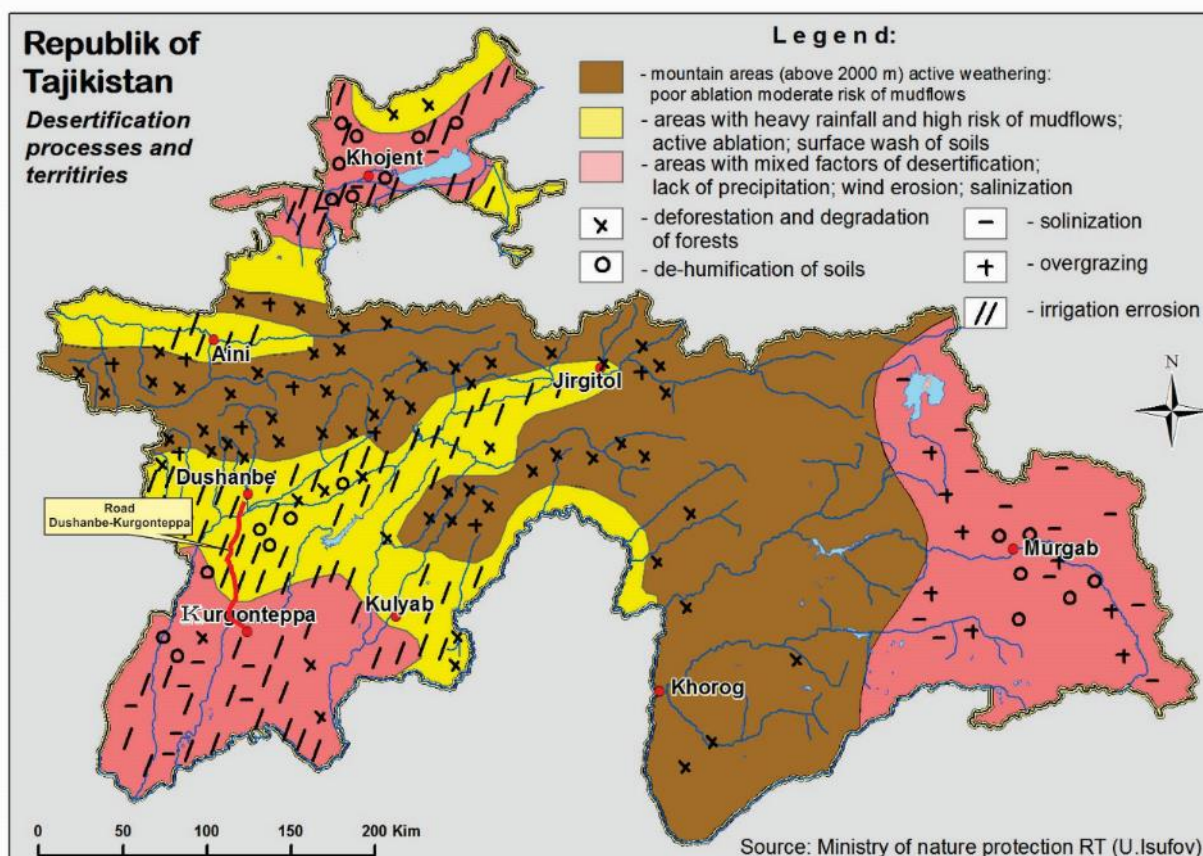 Republik of
Tajikistan
Desertification
processes and
territiries
Legend:
- mountain areas (above 2000 m) active weathering:
poor ablation moderate risk of mudflows
- areas with heavy rainfall and high risk of mudflows;
active ablation; surface wash of soils
- areas with mixed factors of desertification;
lack of precipitation; wind erosion; salinization
- deforestation and degradation
of forests
- de-humification of soils
- solinization
- overgrazing
- irrigation errosion
Khojent
Aini
Jirgitol
N
Dushanbe
Road
Dushanbe-Kurgonteppa
Murgab
Kurgonteppa
Kulyab
Khorog
0 50 100 150 200 Kim
Source: Ministry of nature protection RT (U.Isufov)